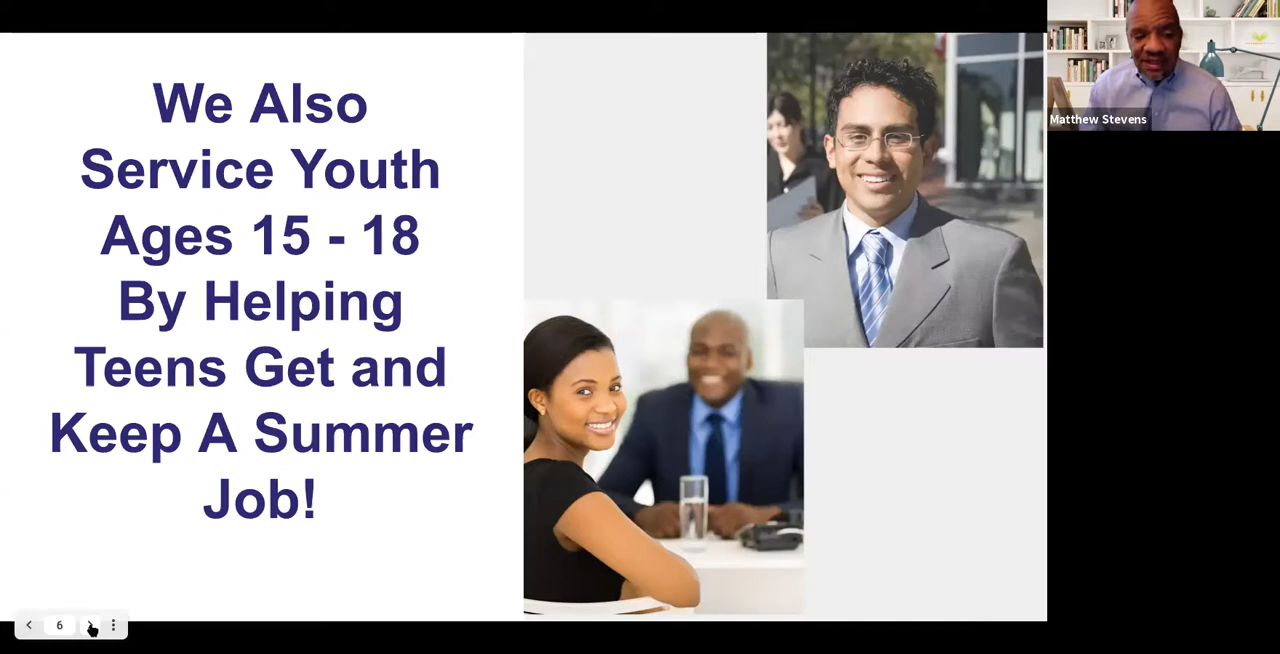 We Also
Service Youth
Ages 15 - 18
By Helping
Teens Get and
Keep A Summer
Job!
Matthew Stevens
6